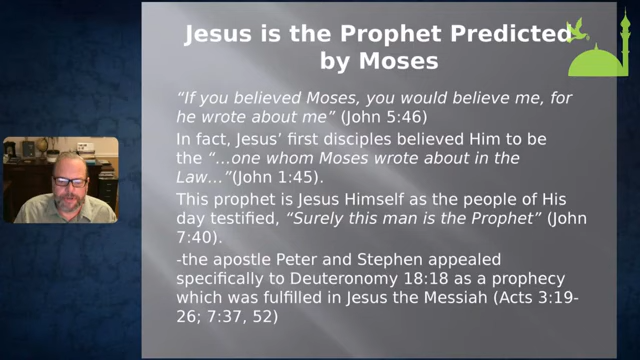 Jesus is the Prophet Predicted
by Moses
“If you believed Moses, you would believe me, for
he wrote about me” (John 5:46)
In fact, Jesus’ first disciples believed Him to be
the “…one whom Moses wrote about in the
Law…”(John 1:45).
This prophet is Jesus Himself as the people of His
day testified, “Surely this man is the Prophet” (John
7:40).
-the apostle Peter and Stephen appealed
specifically to Deuteronomy 18:18 as a prophecy
which was fulfilled in Jesus the Messiah (Acts 3:19-
26; 7:37, 52)